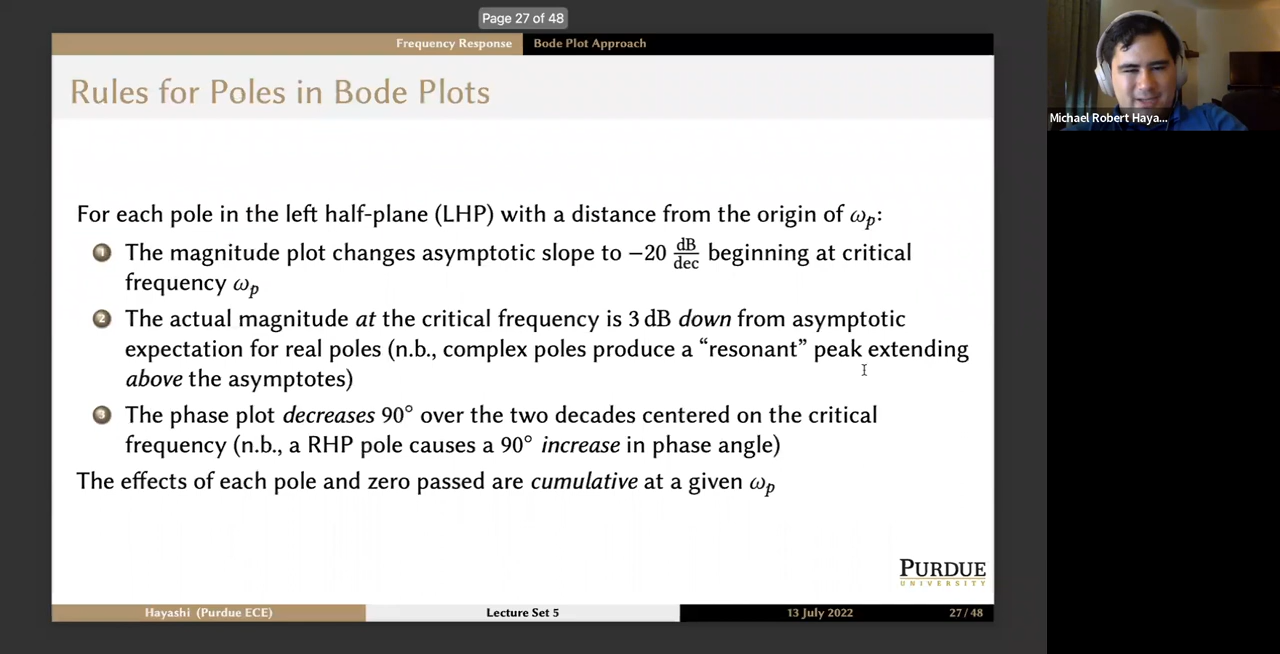 Page 27 of 48
Frequency Response Bode Plot Approach
Rules for Poles in Bode Plots
Michael Robert Haya...
For each pole in the left half-plane (LHP) with a distance from the origin of ωₚ:
1 The magnitude plot changes asymptotic slope to −20 dB/dec beginning at critical
frequency ωₚ
2 The actual magnitude at the critical frequency is 3 dB down from asymptotic
expectation for real poles (n.b., complex poles produce a “resonant” peak extending
above the asymptotes)
3 The phase plot decreases 90° over the two decades centered on the critical
frequency (n.b., a RHP pole causes a 90° increase in phase angle)
The effects of each pole and zero passed are cumulative at a given ωₚ
PURDUE
UNIVERSITY
Hayashi (Purdue ECE) Lecture Set 5 13 July 2022 27/48